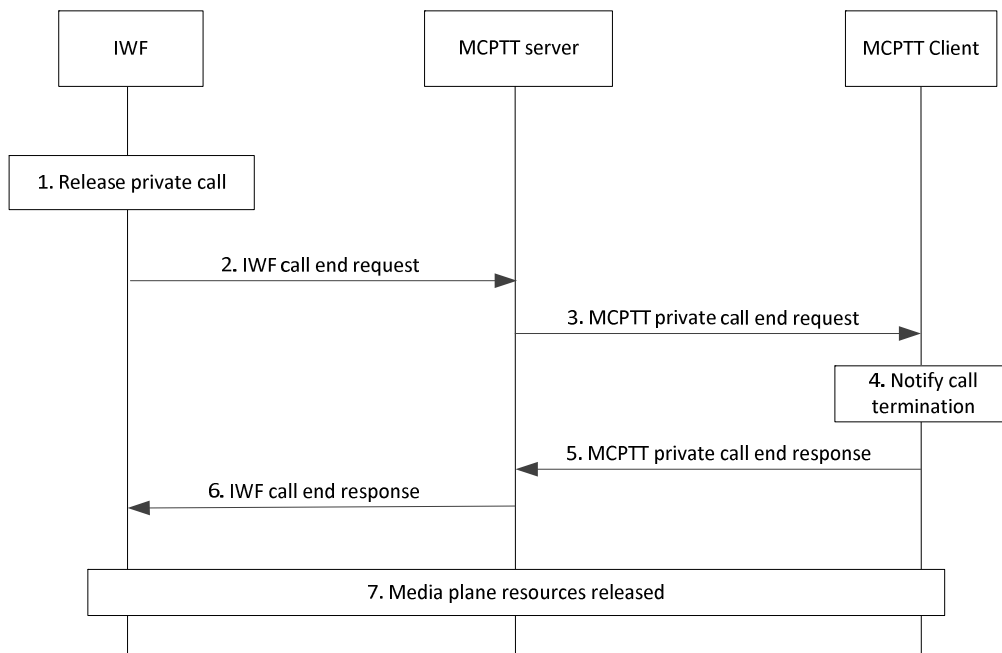 IWF
MCPTT server
MCPTT Client
1. Release private call
2. IWF call end request
3. MCPTT private call end request
4. Notify call
termination
5. MCPTT private call end response
6. IWF call end response
7. Media plane resources released